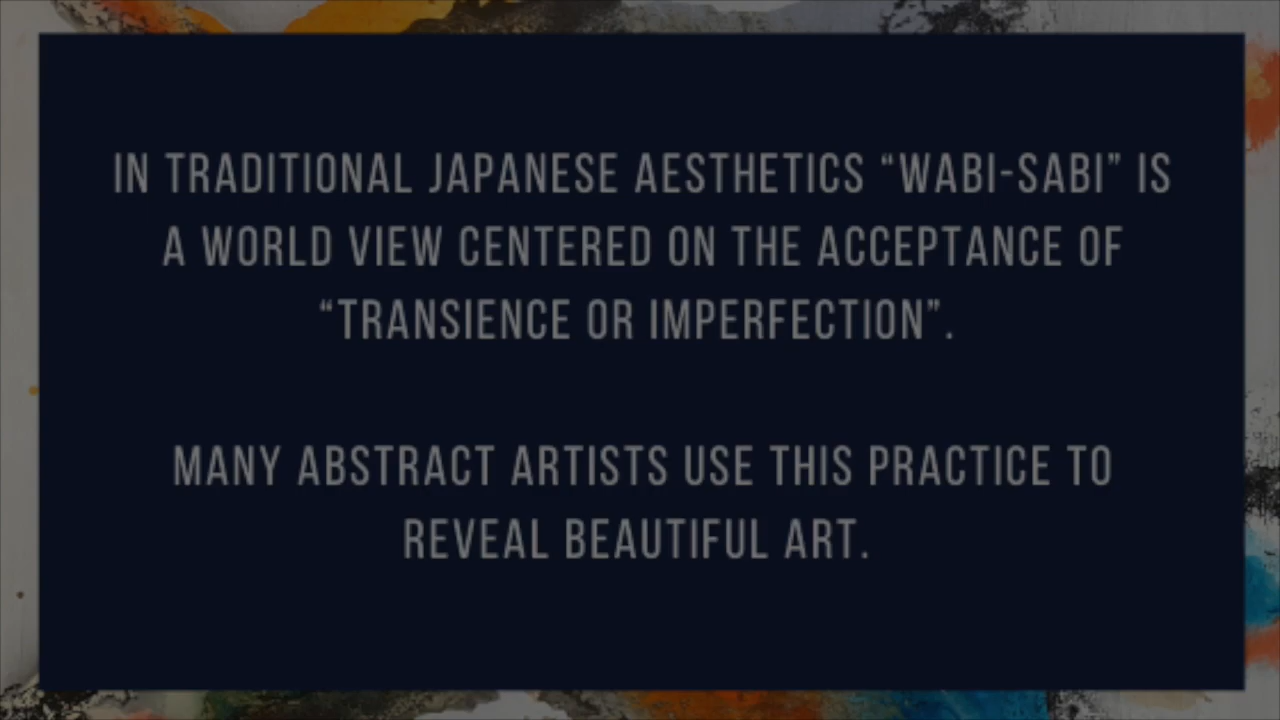 IN TRADITIONAL JAPANESE AESTHETICS “WABI-SABI” IS
A WORLD VIEW CENTERED ON THE ACCEPTANCE OF
“TRANSIENCE OR IMPERFECTION”.
MANY ABSTRACT ARTISTS USE THIS PRACTICE TO
REVEAL BEAUTIFUL ART.